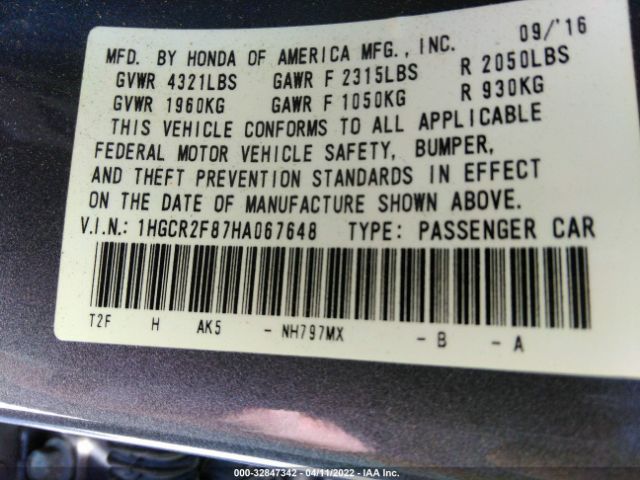 MFD. BY HONDA OF AMERICA MFG., INC. 09/'16
GVWR 4321LBS GAWR F 2315LBS R 2050LBS
GVWR 1960KG GAWR F 1050KG R 930KG
THIS VEHICLE CONFORMS TO ALL APPLICABLE
FEDERAL MOTOR VEHICLE SAFETY, BUMPER,
AND THEFT PREVENTION STANDARDS IN EFFECT
ON THE DATE OF MANUFACTURE SHOWN ABOVE.
V.I.N.: 1HGCR2F87HA067648 TYPE: PASSENGER CAR
T2F H AK5 - NH797MX - B - A
000-32847342 - 04/11/2022 - IAA Inc.